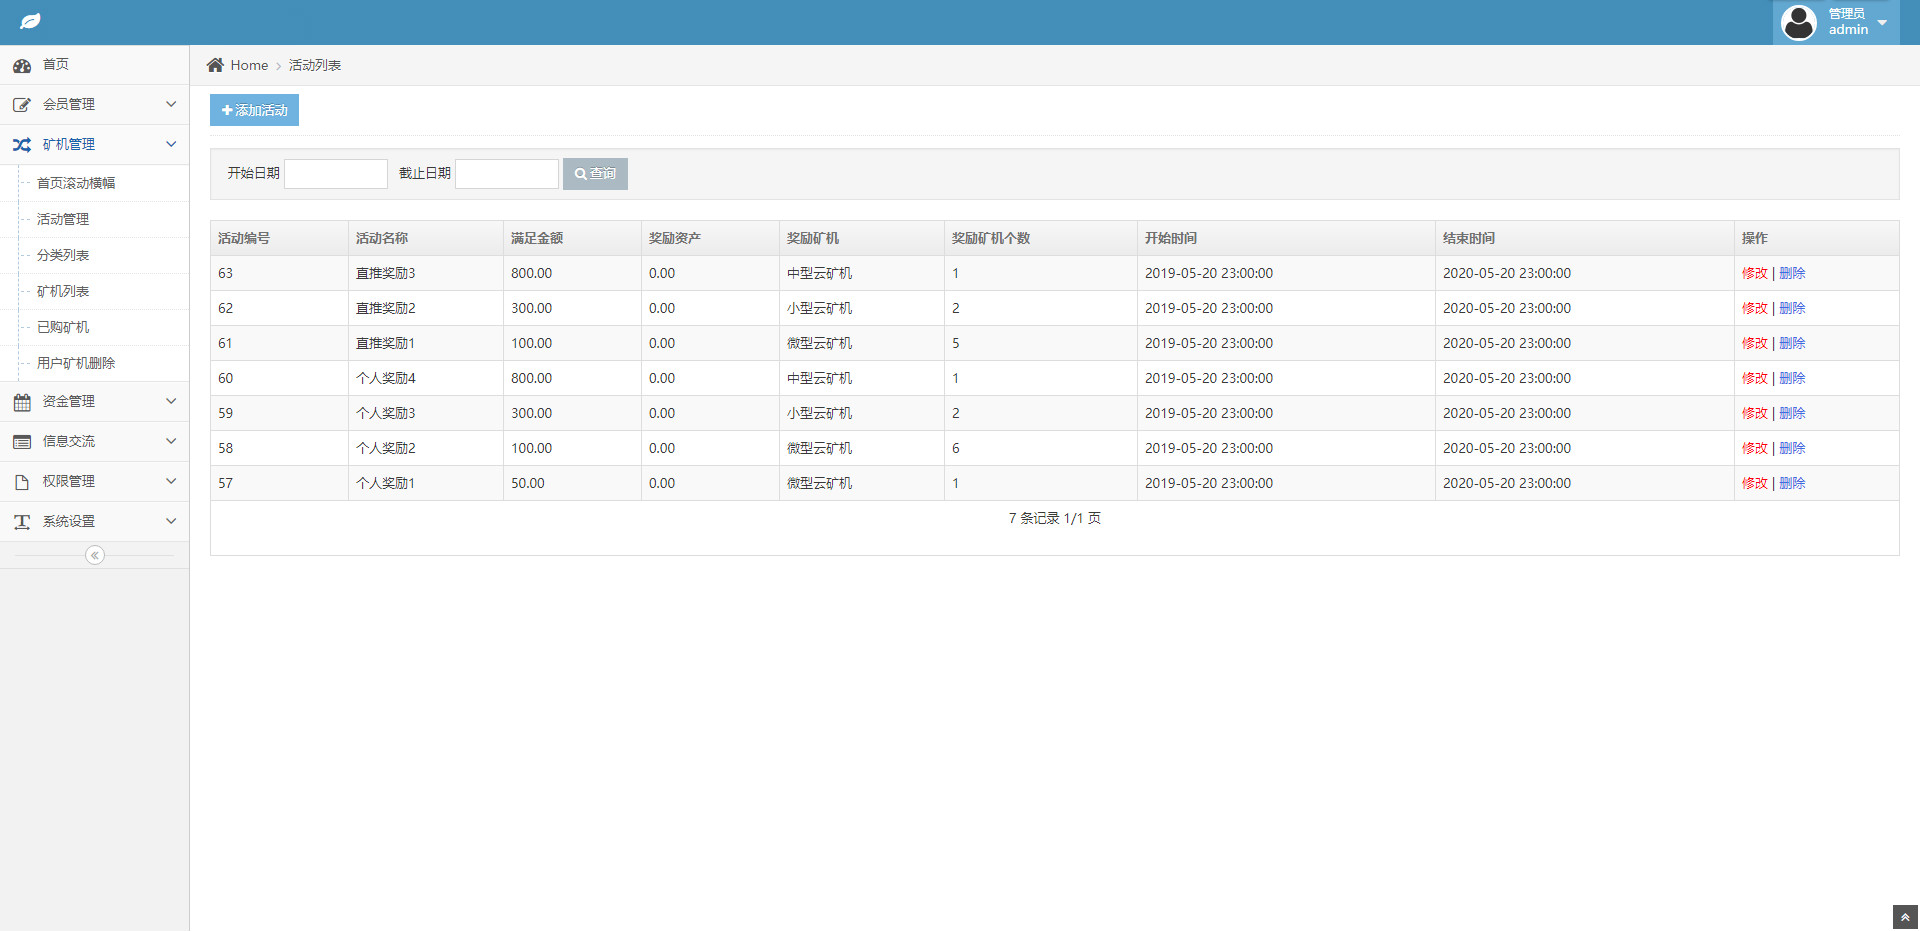 管理员
admin
首页
会员管理
矿机管理
首页滚动横幅
活动管理
分类列表
矿机列表
已购矿机
用户矿机删除
资金管理
信息交流
权限管理
系统设置
Home 活动列表
添加活动
开始日期 截止日期 查询
活动编号 活动名称 满足金额 奖励资产 奖励矿机 奖励矿机个数 开始时间 结束时间 操作
63 直推奖励3 800.00 0.00 中型云矿机 1 2019-05-20 23:00:00 2020-05-20 23:00:00 修改 | 删除
62 直推奖励2 300.00 0.00 小型云矿机 2 2019-05-20 23:00:00 2020-05-20 23:00:00 修改 | 删除
61 直推奖励1 100.00 0.00 微型云矿机 5 2019-05-20 23:00:00 2020-05-20 23:00:00 修改 | 删除
60 个人奖励4 800.00 0.00 中型云矿机 1 2019-05-20 23:00:00 2020-05-20 23:00:00 修改 | 删除
59 个人奖励3 300.00 0.00 小型云矿机 2 2019-05-20 23:00:00 2020-05-20 23:00:00 修改 | 删除
58 个人奖励2 100.00 0.00 微型云矿机 6 2019-05-20 23:00:00 2020-05-20 23:00:00 修改 | 删除
57 个人奖励1 50.00 0.00 微型云矿机 1 2019-05-20 23:00:00 2020-05-20 23:00:00 修改 | 删除
7 条记录 1/1 页